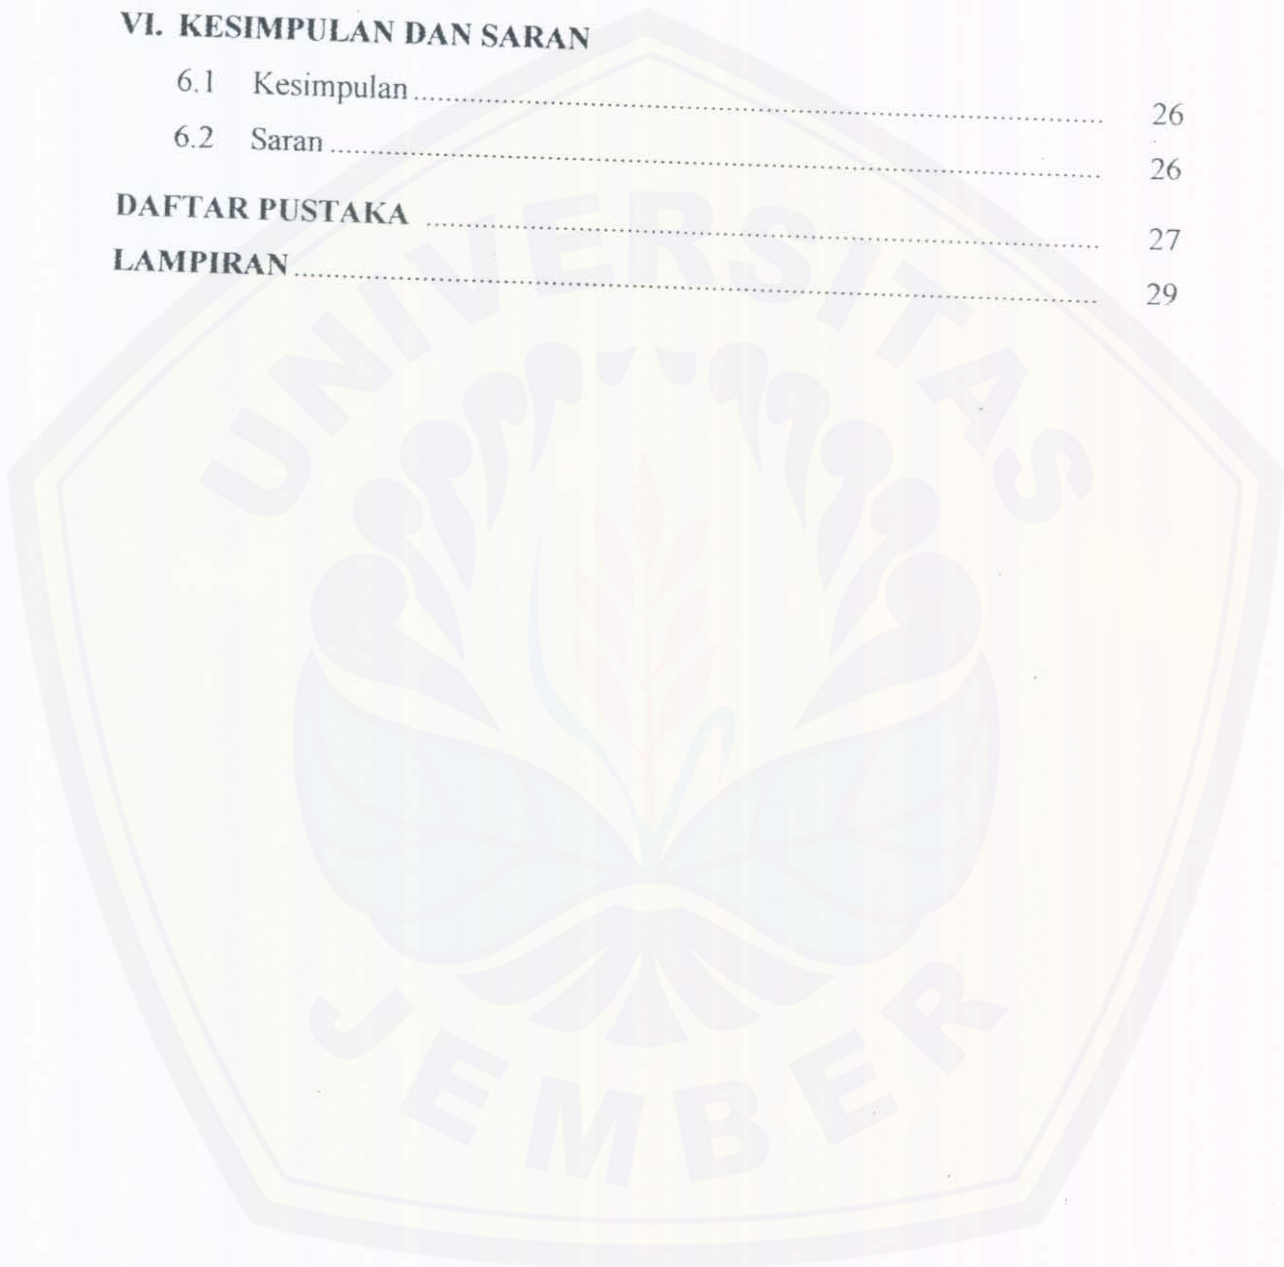 VI. KESIMPULAN DAN SARAN
6.1 Kesimpulan ........................................ 26
6.2 Saran ........................................ 26
DAFTAR PUSTAKA ........................................ 27
LAMPIRAN ........................................ 29
UNIVERSITAS
JEMBER